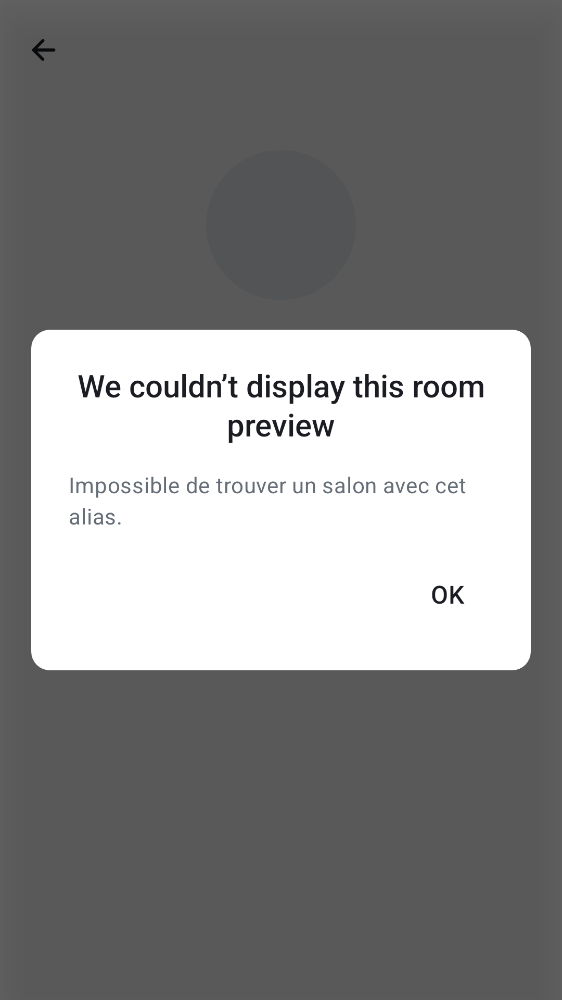 We couldn’t display this room
preview
Impossible de trouver un salon avec cet
alias.
OK